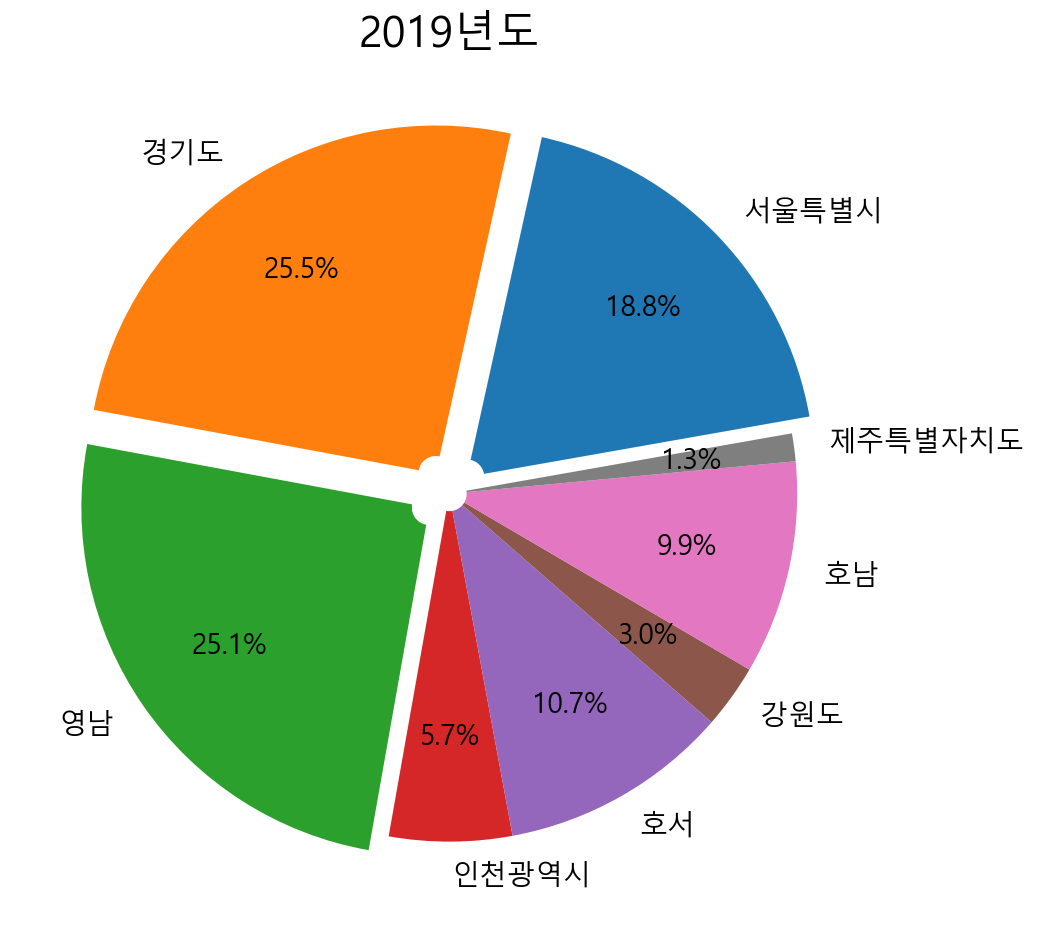 2019년도
경기도
25.5%
서울특별시
18.8%
제주특별자치도
1.3%
호남
9.9%
강원도
3.0%
호서
10.7%
인천광역시
5.7%
영남
25.1%